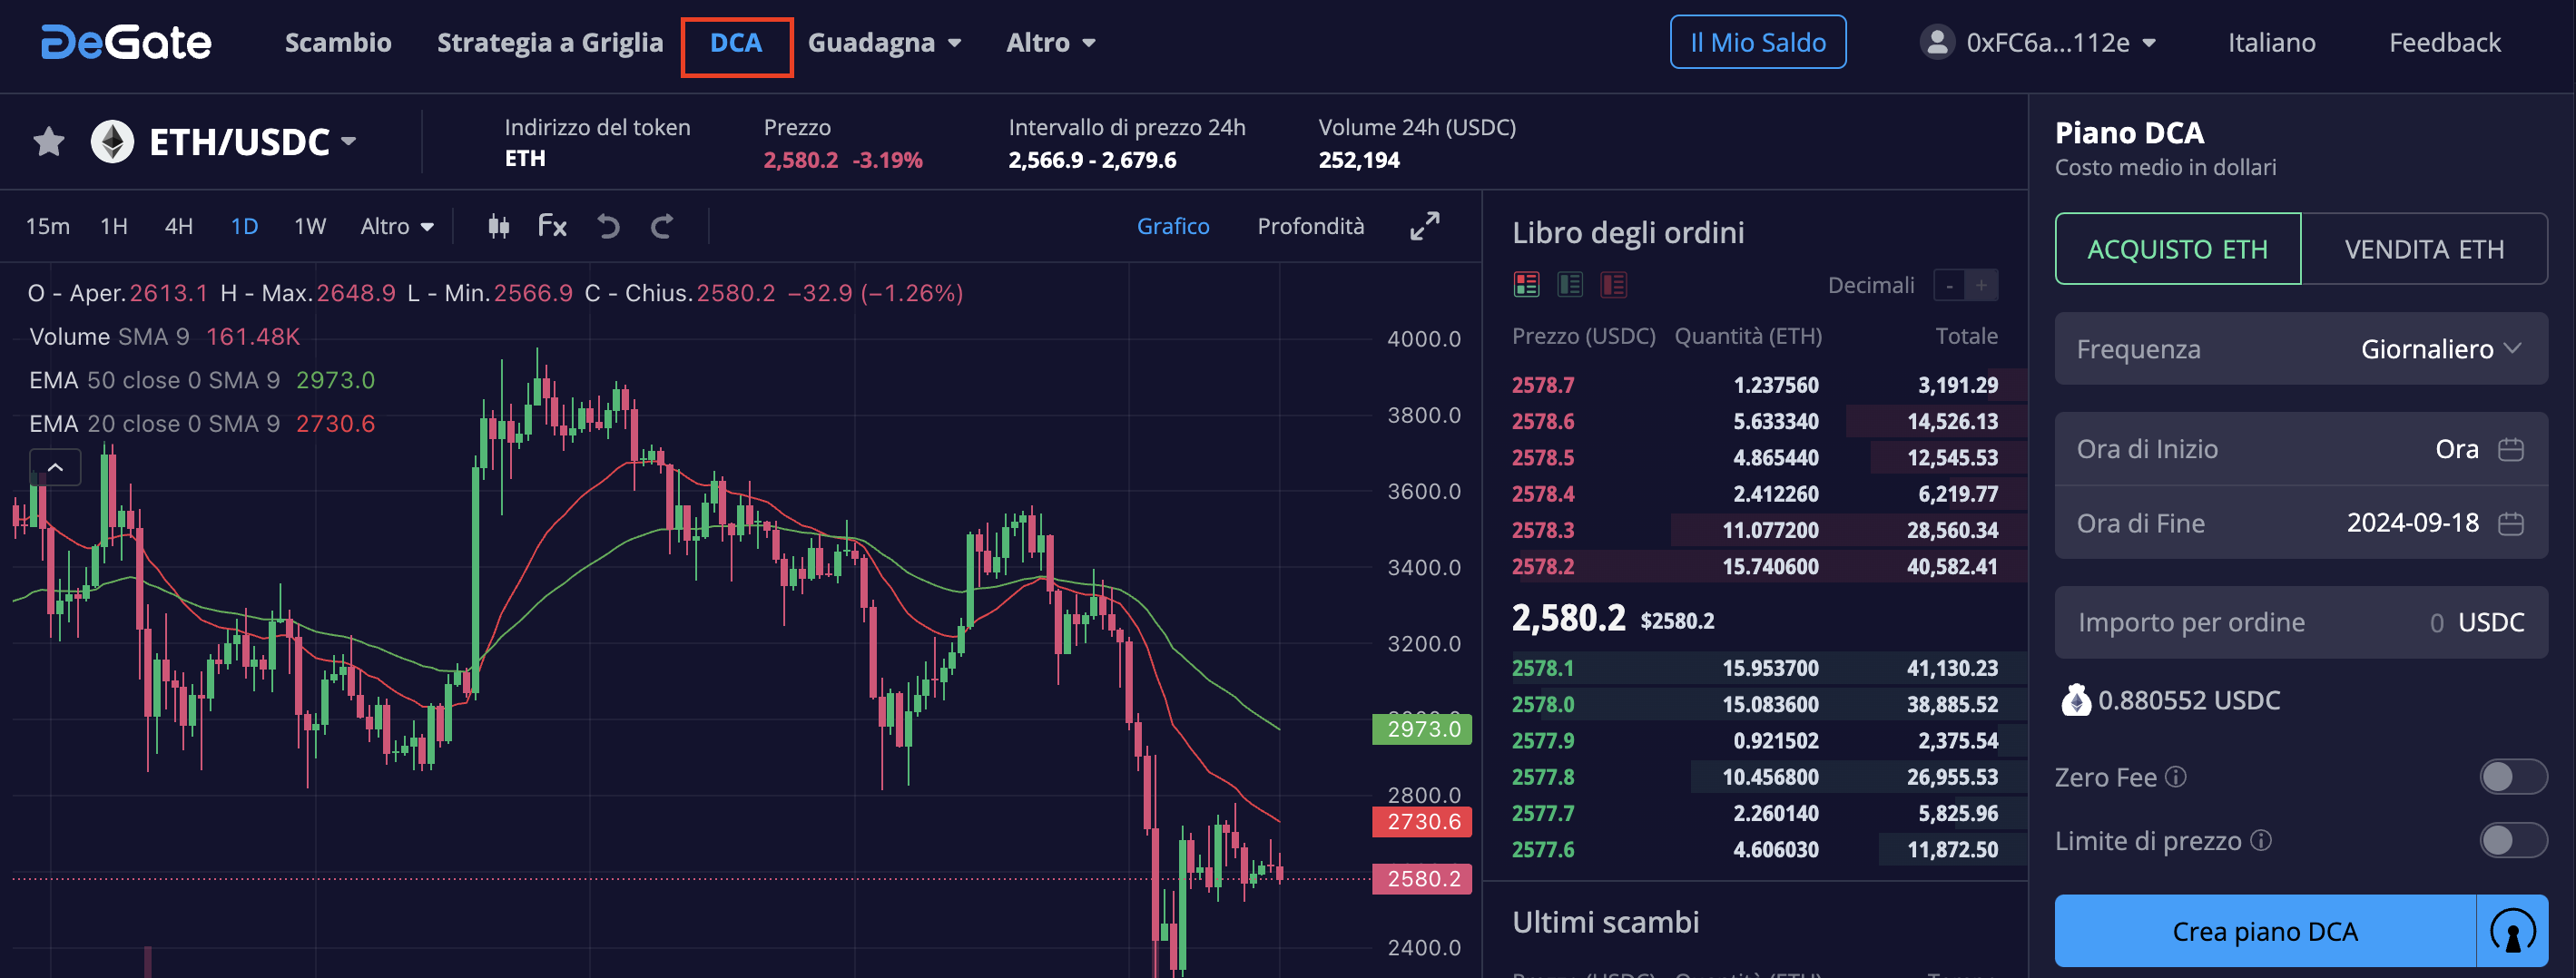 DeGate
Scambio
Strategia a Griglia
DCA
Guadagna
Altro
Il Mio Saldo
0xFC6a...112e
Italiano
Feedback
ETH/USDC
Indirizzo del token
ETH
Prezzo
2,580.2 -3.19%
Intervallo di prezzo 24h
2,566.9 - 2,679.6
Volume 24h (USDC)
252,194
15m 1H 4H 1D 1W Altro
Fx
Grafico
Profondità
O - Aper.2613.1 H - Max.2648.9 L - Min.2566.9 C - Chius.2580.2 −32.9 (−1.26%)
Volume SMA 9 161.48K
EMA 50 close 0 SMA 9 2973.0
EMA 20 close 0 SMA 9 2730.6
4000.0
3800.0
3600.0
3400.0
3200.0
2973.0
2800.0
2730.6
2580.2
2400.0
Libro degli ordini
Decimali - +
Prezzo (USDC) Quantità (ETH) Totale
2578.7 1.237560 3,191.29
2578.6 5.633340 14,526.13
2578.5 4.865440 12,545.53
2578.4 2.412260 6,219.77
2578.3 11.077200 28,560.34
2578.2 15.740600 40,582.41
2,580.2 $2580.2
2578.1 15.953700 41,130.23
2578.0 15.083600 38,885.52
2577.9 0.921502 2,375.54
2577.8 10.456800 26,955.53
2577.7 2.260140 5,825.96
2577.6 4.606030 11,872.50
Ultimi scambi
Piano DCA
Costo medio in dollari
ACQUISTO ETH
VENDITA ETH
Frequenza Giornaliero
Ora di Inizio Ora
Ora di Fine 2024-09-18
Importo per ordine 0 USDC
0.880552 USDC
Zero Fee
Limite di prezzo
Crea piano DCA